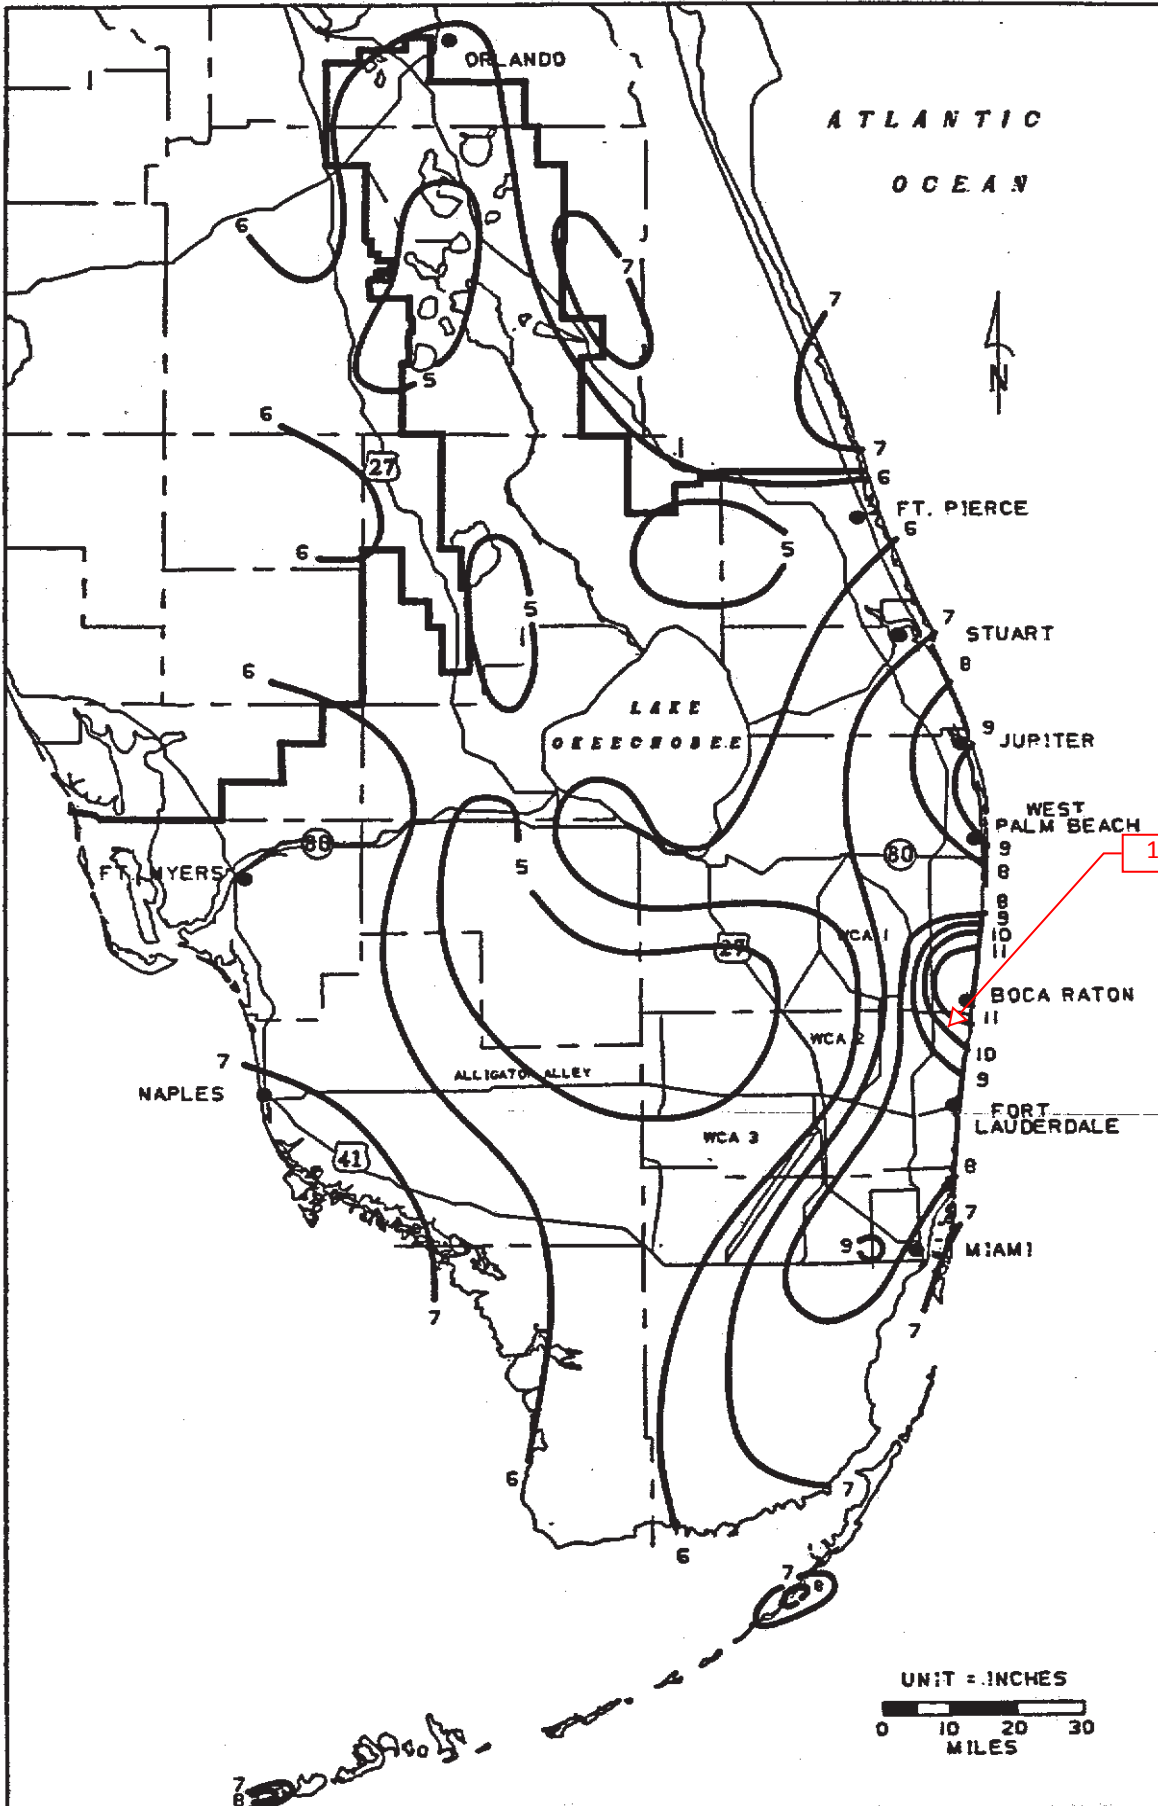 ORLANDO
ATLANTIC
OCEAN
6
7
7
N
5
6
27
7
6
FT. PIERCE
6
6
5
5
7
STUART
8
6
LAKE
OKEECHOBEE
9
JUPITER
WEST
PALM BEACH
1
9
80
80
8
FT. MYERS
5
8
9
27
WCA 1
10
11
BOCA RATON
11
WCA 2
10
7
ALLIGATOR ALLEY
9
NAPLES
FORT
LAUDERDALE
WCA 3
41
8
7
9
MIAMI
7
7
6
7
6
7
8
UNIT = INCHES
0 10 20 30
MILES
7
8